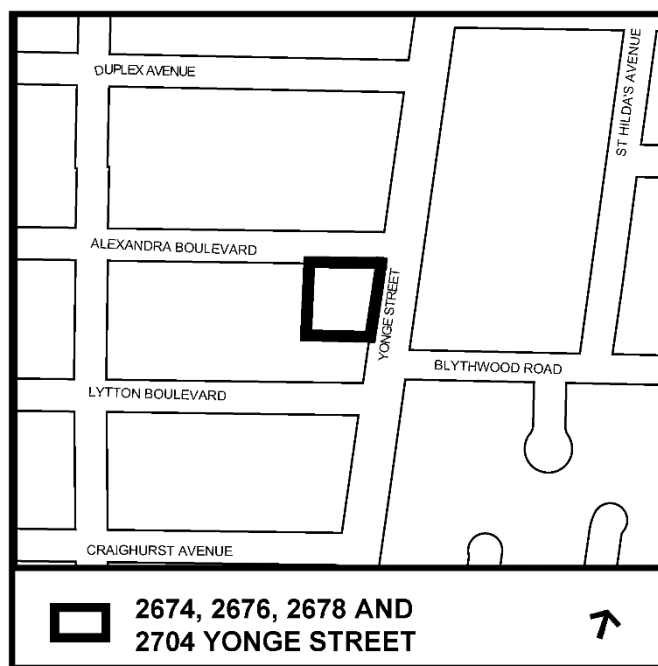 DUPLEX AVENUE
ST HILDA'S AVENUE
ALEXANDRA BOULEVARD
YONGE STREET
BLYTHWOOD ROAD
LYTTON BOULEVARD
CRAIGHURST AVENUE
2674, 2676, 2678 AND
2704 YONGE STREET